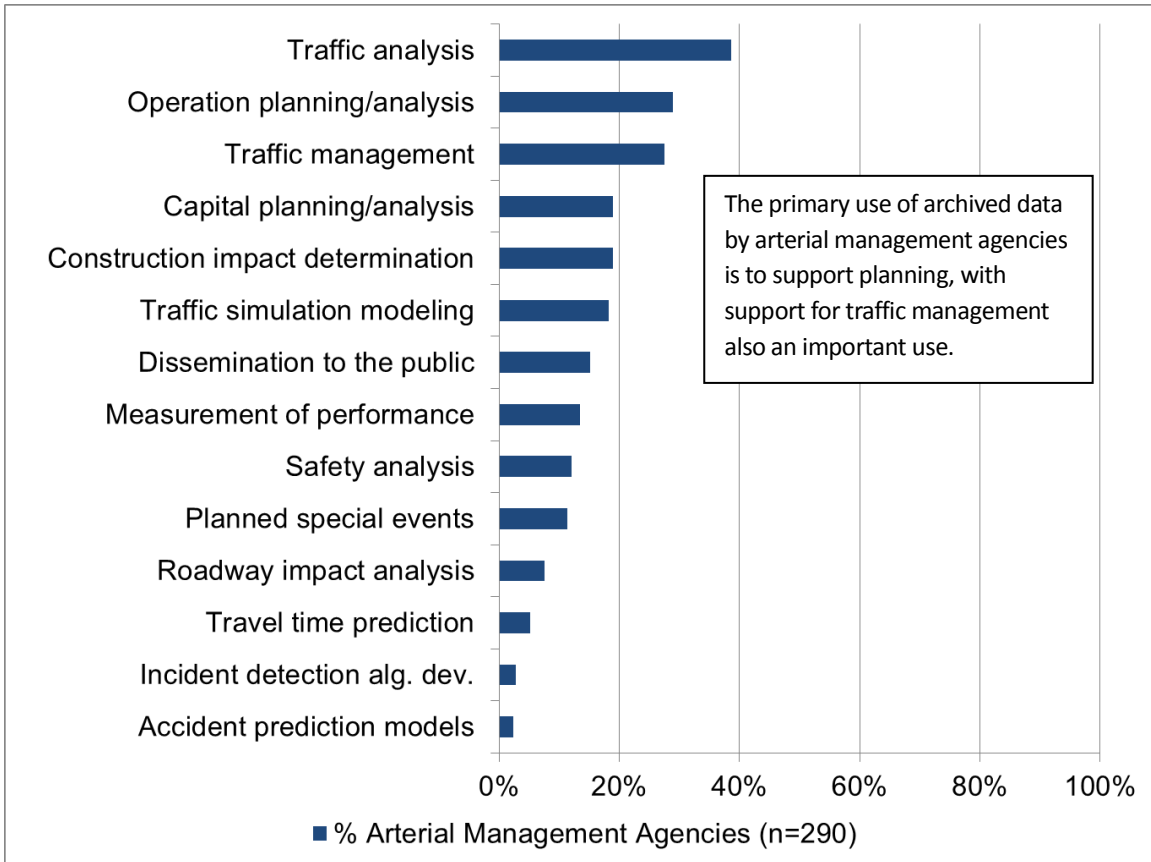 Traffic analysis
Operation planning/analysis
Traffic management
Capital planning/analysis
Construction impact determination
Traffic simulation modeling
Dissemination to the public
Measurement of performance
Safety analysis
Planned special events
Roadway impact analysis
Travel time prediction
Incident detection alg. dev.
Accident prediction models
The primary use of archived data
by arterial management agencies
is to support planning, with
support for traffic management
also an important use.
0% 20% 40% 60% 80% 100%
% Arterial Management Agencies (n=290)